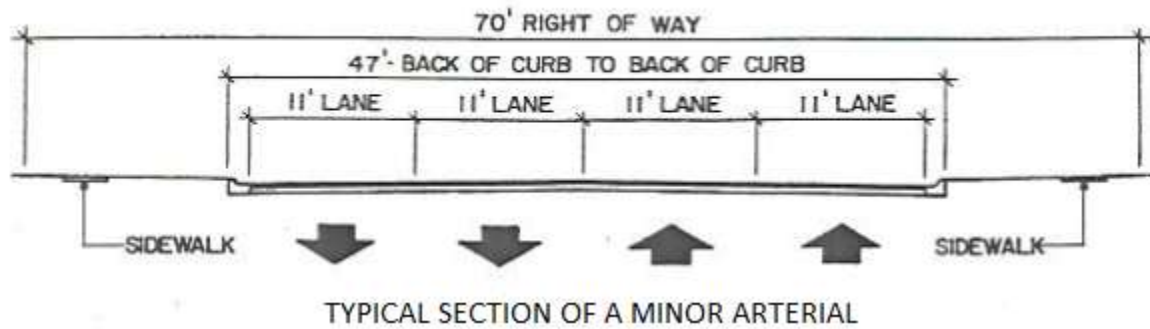 70' RIGHT OF WAY
47'- BACK OF CURB TO BACK OF CURB
11' LANE 11' LANE 11' LANE 11' LANE
SIDEWALK SIDEWALK
TYPICAL SECTION OF A MINOR ARTERIAL